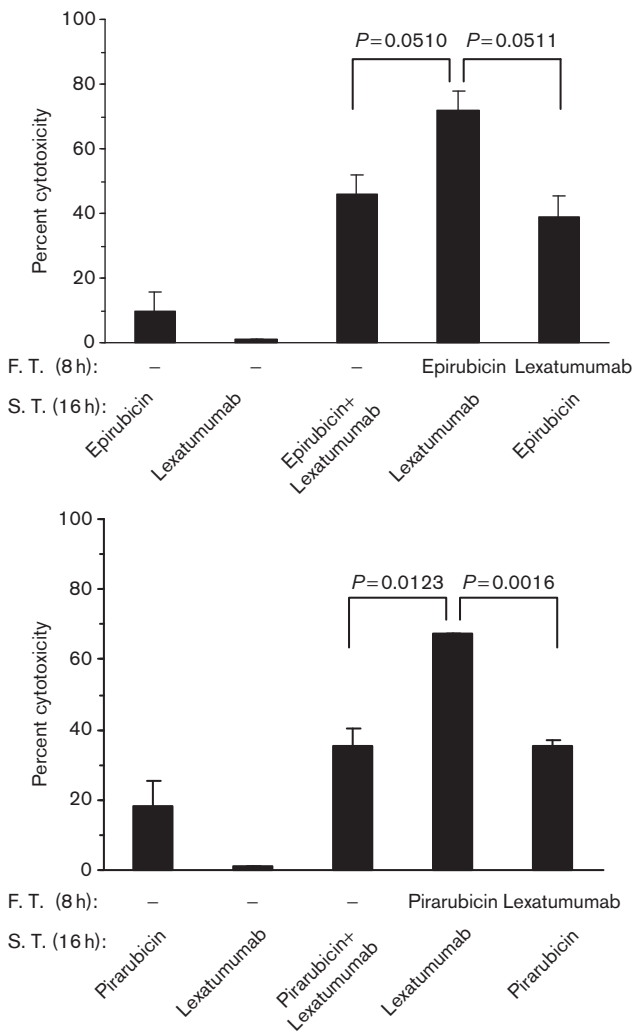 100
P=0.0510 P=0.0511
80
60
40
20
0
Percent cytotoxicity
F. T. (8 h): – – – Epirubicin Lexatumumab
S. T. (16 h): Epirubicin Lexatumumab Epirubicin+ Lexatumumab Lexatumumab Epirubicin
100
80
P=0.0123 P=0.0016
60
40
20
0
Percent cytotoxicity
F. T. (8 h): – – – Pirarubicin Lexatumumab
S. T. (16 h): Pirarubicin Lexatumumab Pirarubicin+ Lexatumumab Lexatumumab Pirarubicin